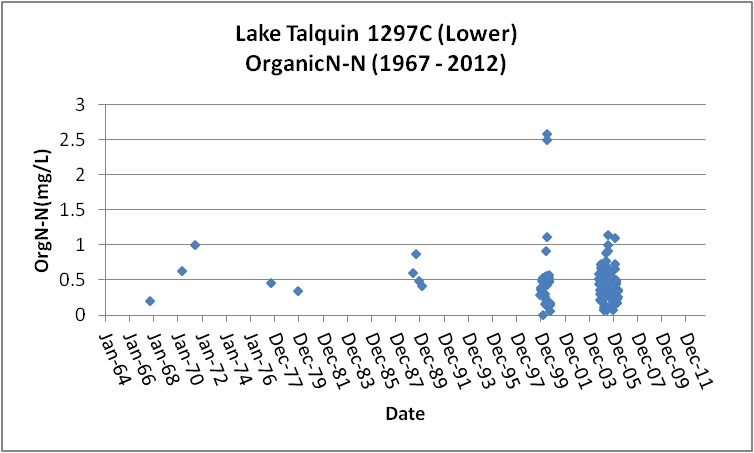 Lake Talquin 1297C (Lower)
OrganicN-N (1967 - 2012)
OrgN-N(mg/L)
3
2.5
2
1.5
1
0.5
0
Jan-64
Jan-66
Jan-68
Jan-70
Jan-72
Jan-74
Jan-76
Dec-77
Dec-79
Dec-81
Dec-83
Dec-85
Dec-87
Dec-89
Dec-91
Dec-93
Dec-95
Dec-97
Dec-99
Dec-01
Dec-03
Dec-05
Dec-07
Dec-09
Dec-11
Date